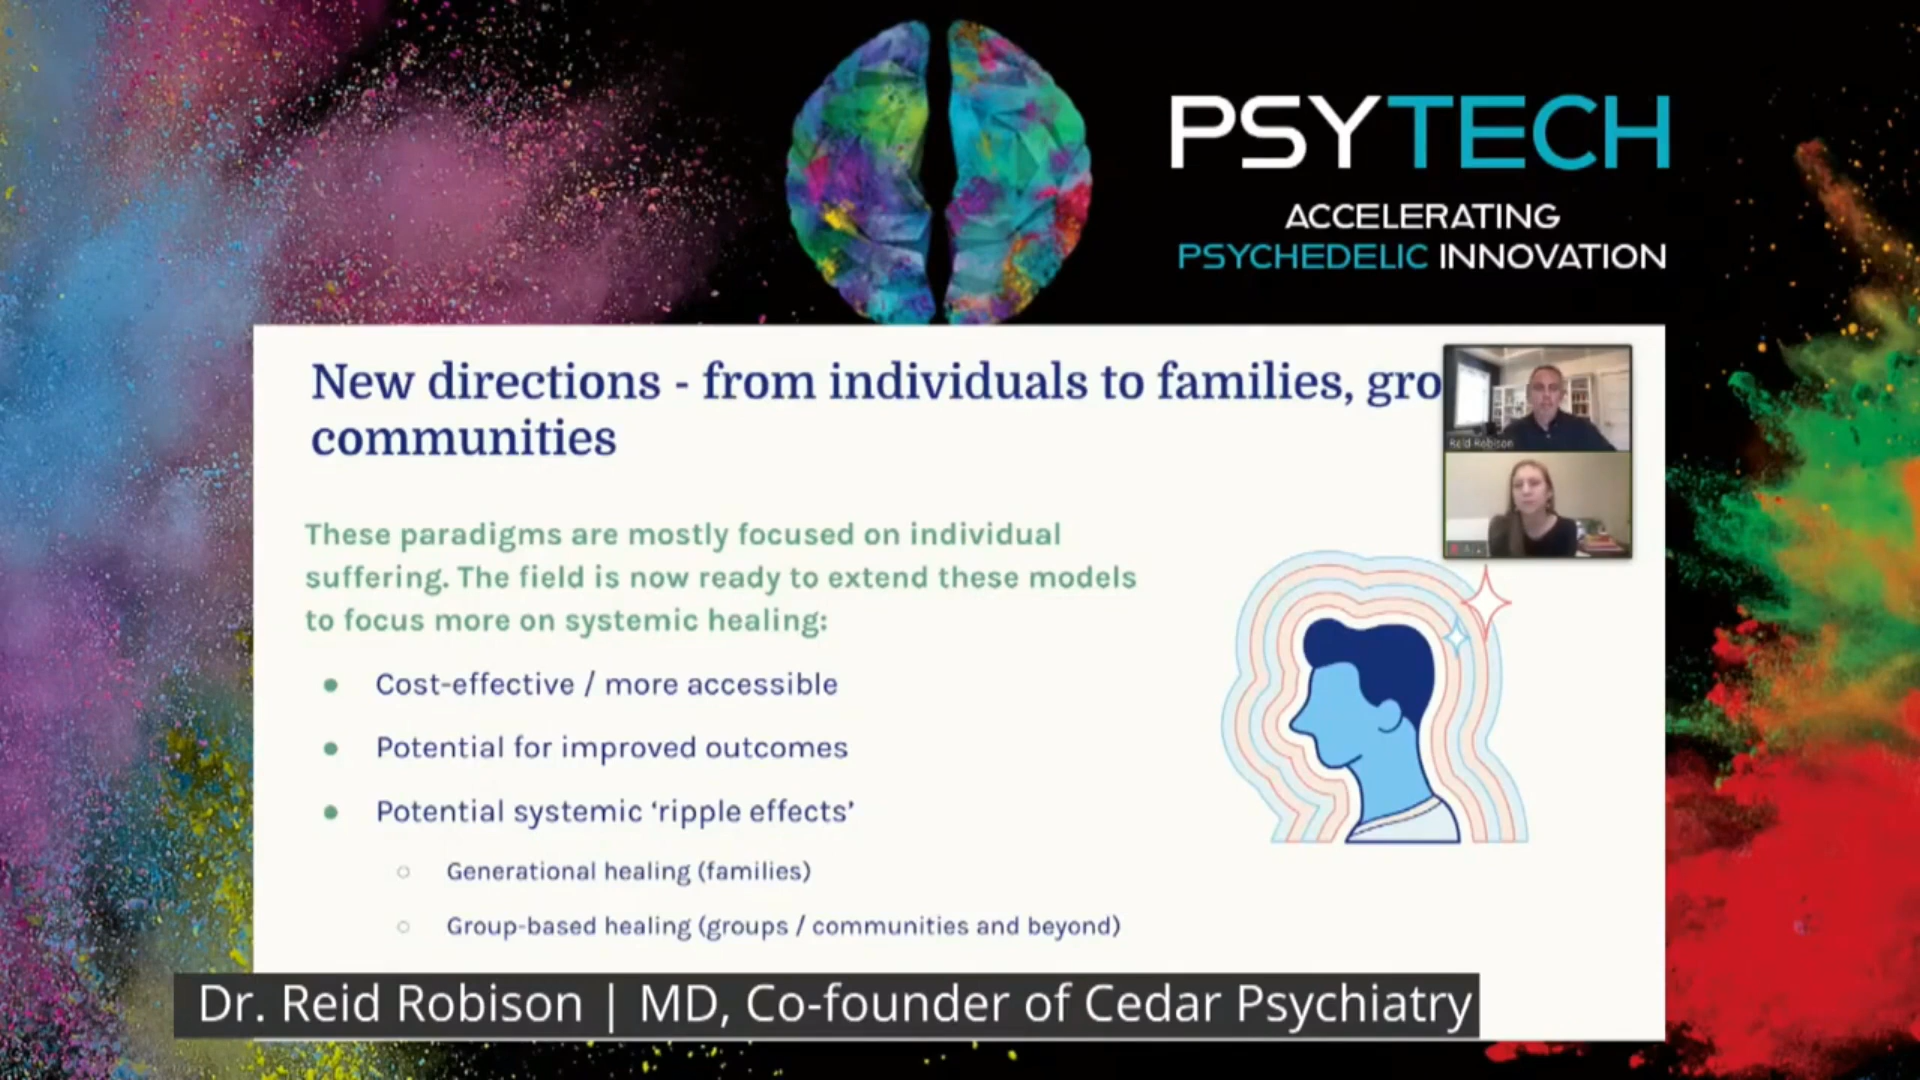 PSYTECH
ACCELERATING
PSYCHEDELIC INNOVATION
New directions - from individuals to families, gro
communities
Reid Robison
These paradigms are mostly focused on individual
suffering. The field is now ready to extend these models
to focus more on systemic healing:
Cost-effective / more accessible
Potential for improved outcomes
Potential systemic ‘ripple effects’
Generational healing (families)
Group-based healing (groups / communities and beyond)
Dr. Reid Robison | MD, Co-founder of Cedar Psychiatry